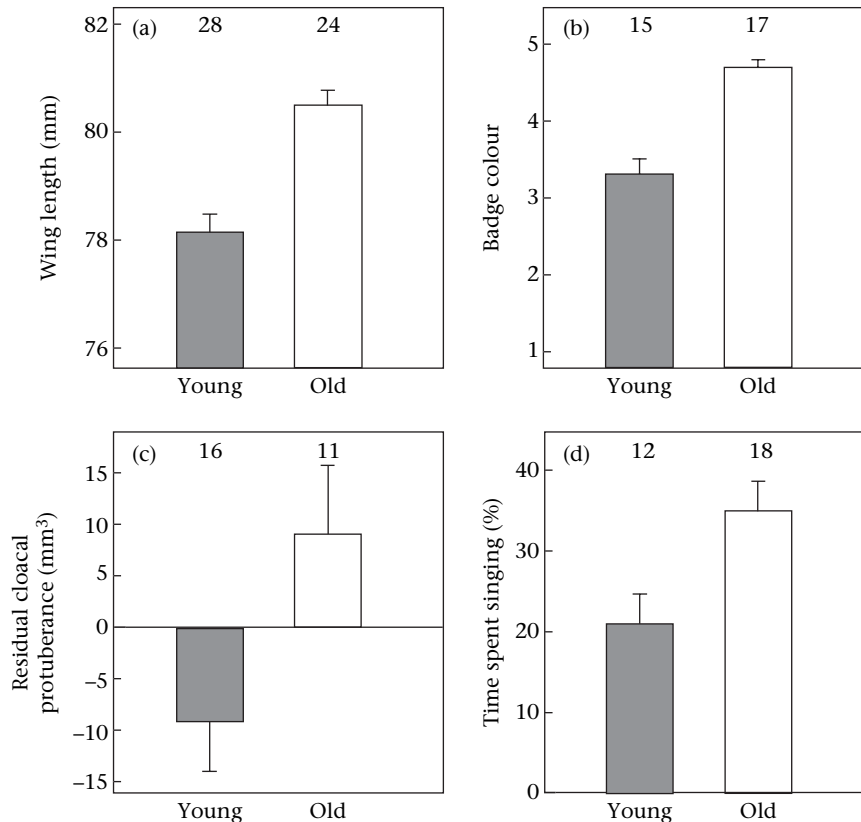 (a) 28 24
Wing length (mm)
82
80
78
76
Young Old
(b) 15 17
Badge colour
5
4
3
2
1
Young Old
(c) 16 11
Residual cloacal
protuberance (mm³)
15
10
5
0
–5
–10
–15
Young Old
(d) 12 18
Time spent singing (%)
40
30
20
10
0
Young Old